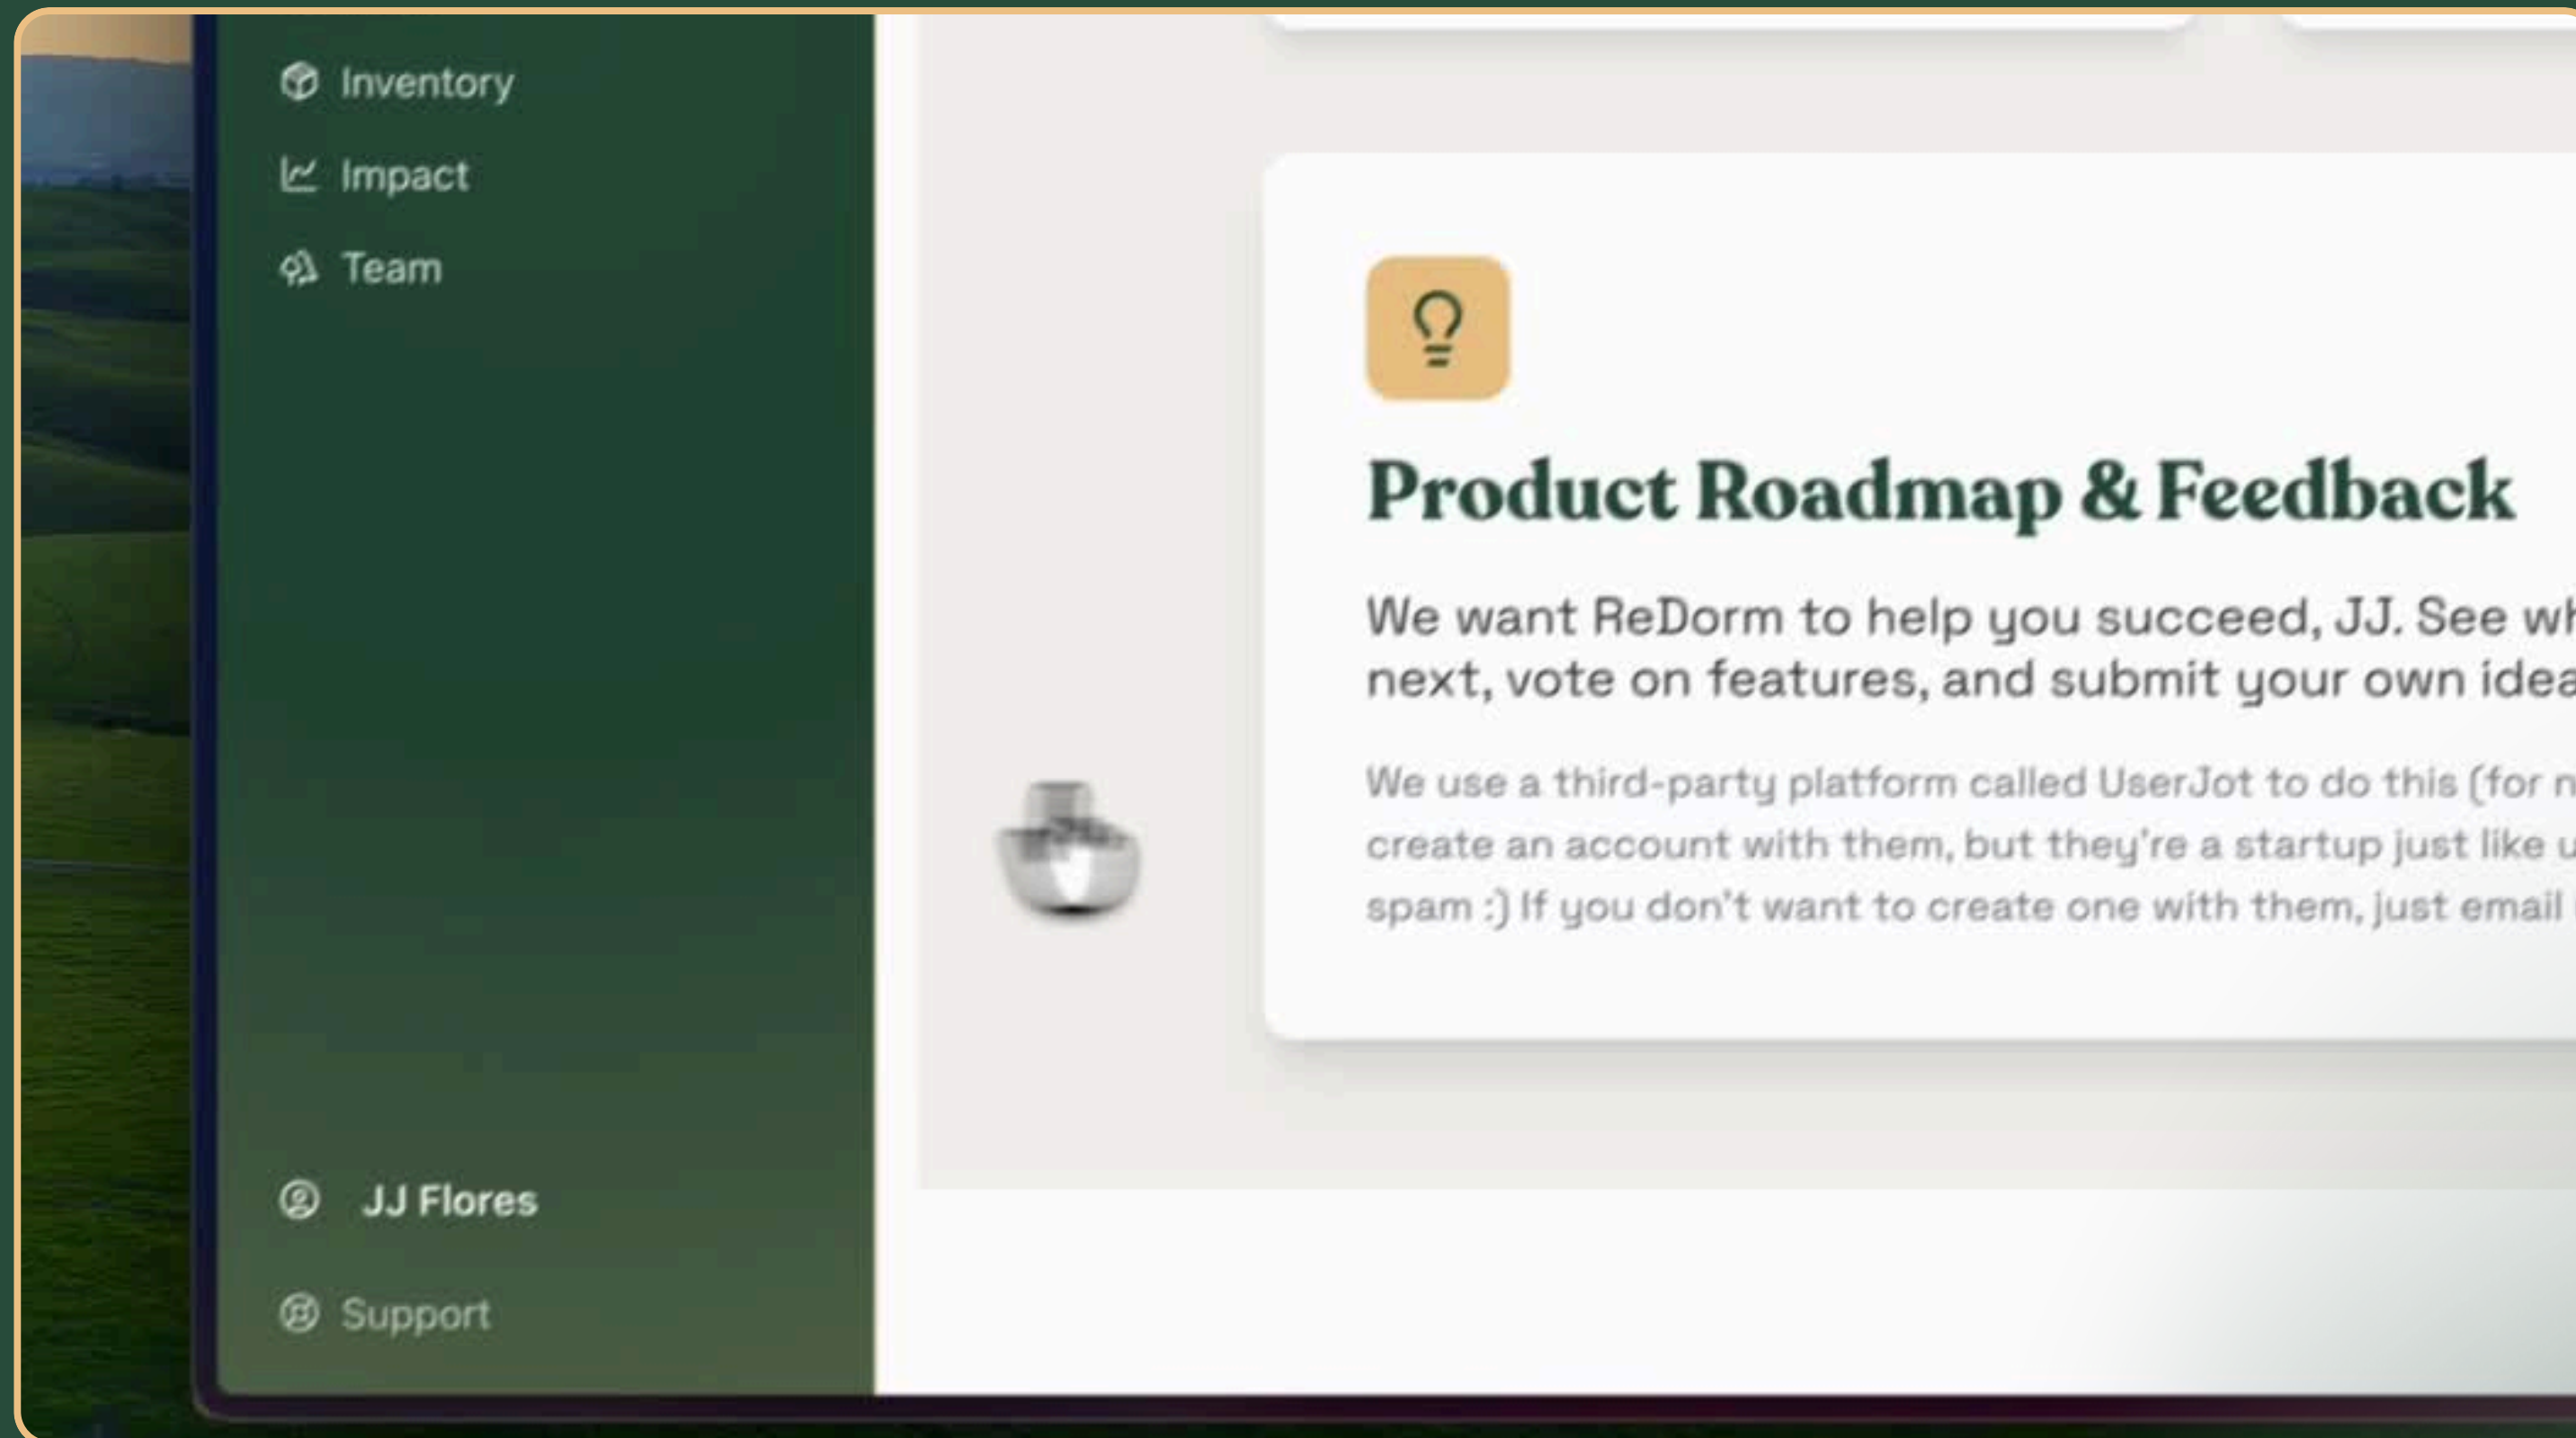 Inventory
Impact
Team
JJ Flores
Support
Product Roadmap & Feedback
We want ReDorm to help you succeed, JJ. See
next, vote on features, and submit your own
We use a third-party platform called UserJot to do this (for
create an account with them, but they're a startup just like
spam :) If you don't want to create one with them, just email